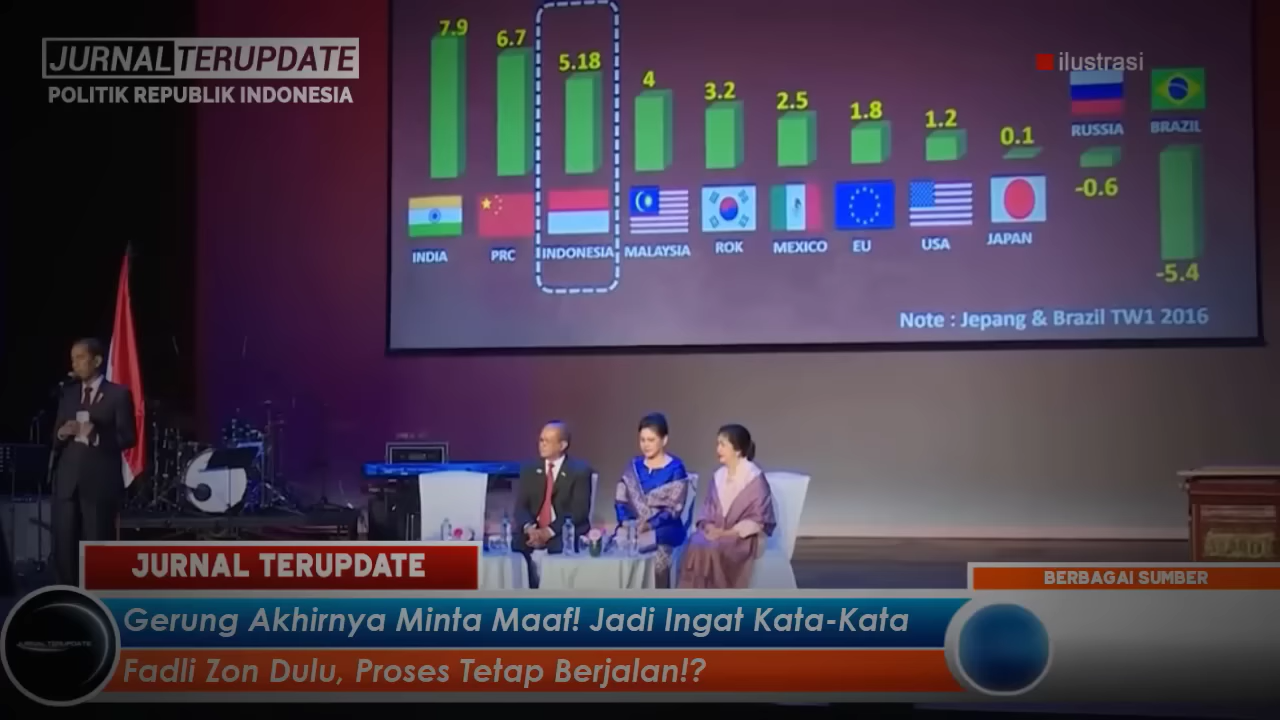 JURNAL TERUPDATE
POLITIK REPUBLIK INDONESIA
ilustrasi
7.9
6.7
5.18
4
3.2
2.5
1.8
1.2
0.1
-0.6
-5.4
INDIA
PRC
INDONESIA
MALAYSIA
ROK
MEXICO
EU
USA
JAPAN
RUSSIA
BRAZIL
Note : Jepang & Brazil TW1 2016
JURNAL TERUPDATE
BERBAGAI SUMBER
JURNAL TERUPDATE
Gerung Akhirnya Minta Maaf! Jadi Ingat Kata-Kata
Fadli Zon Dulu, Proses Tetap Berjalan!?